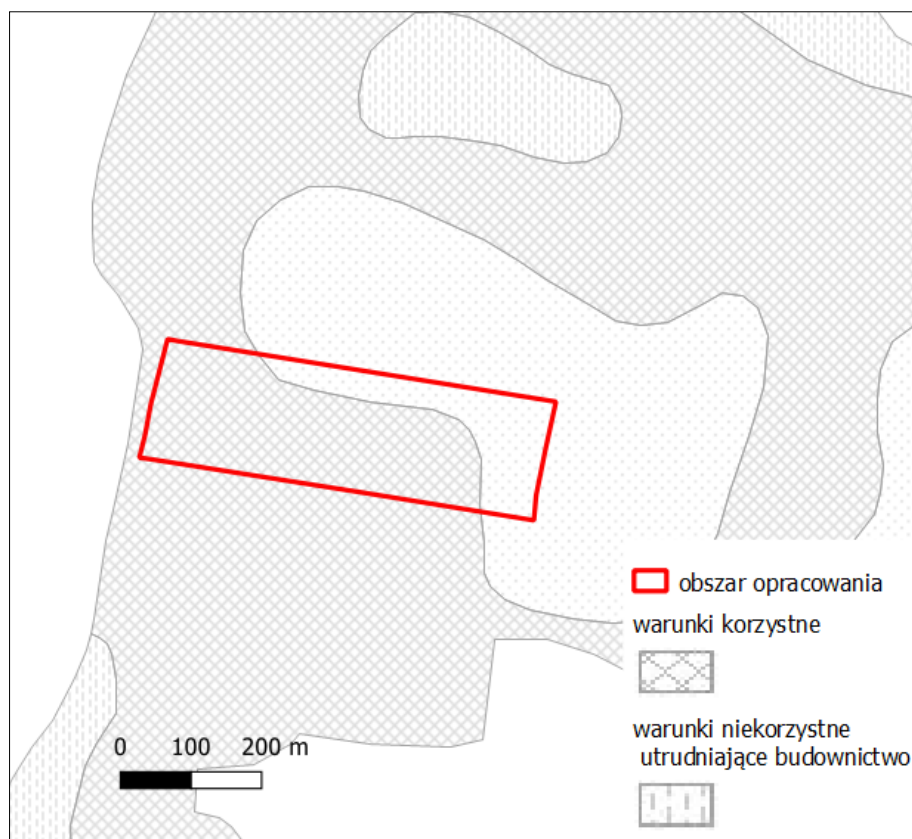 obszar opracowania
warunki korzystne
warunki niekorzystne
utrudniające budownictwo
0 100 200 m